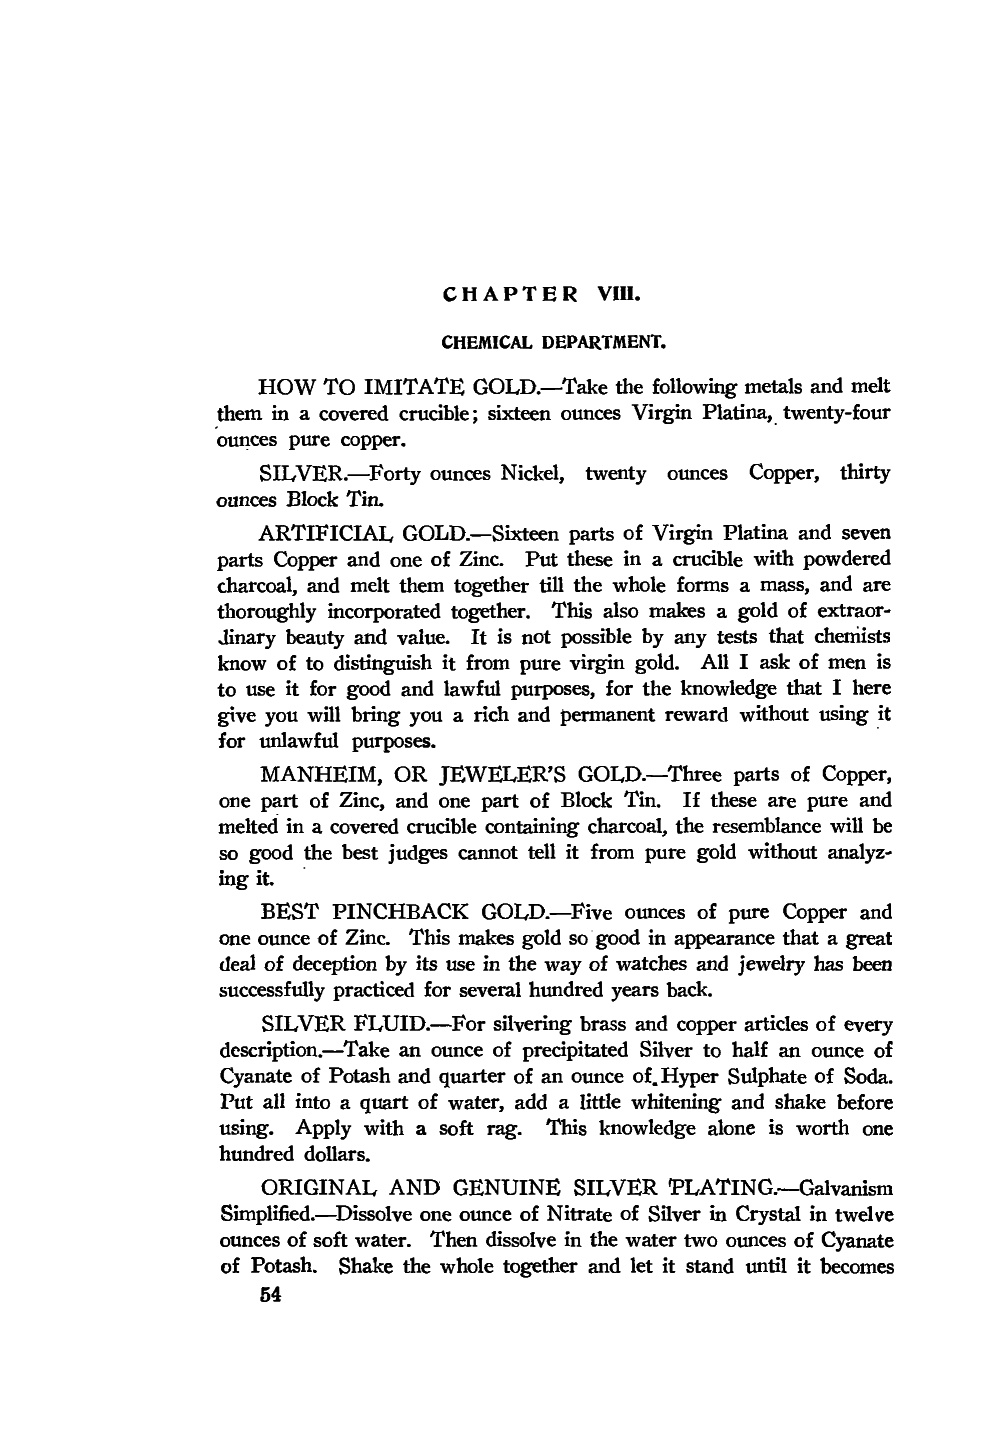 CHAPTER VIII.
CHEMICAL DEPARTMENT.
HOW TO IMITATE GOLD.—Take the following metals and melt
them in a covered crucible; sixteen ounces Virgin Platina, twenty-four
ounces pure copper.
SILVER.—Forty ounces Nickel, twenty ounces Copper, thirty
ounces Block Tin.
ARTIFICIAL GOLD.—Sixteen parts of Virgin Platina and seven
parts Copper and one of Zinc. Put these in a crucible with powdered
charcoal, and melt them together till the whole forms a mass, and are
thoroughly incorporated together. This also makes a gold of extraor-
dinary beauty and value. It is not possible by any tests that chemists
know of to distinguish it from pure virgin gold. All I ask of men is
to use it for good and lawful purposes, for the knowledge that I here
give you will bring you a rich and permanent reward without using it
for unlawful purposes.
MANHEIM, OR JEWELER'S GOLD.—Three parts of Copper,
one part of Zinc, and one part of Block Tin. If these are pure and
melted in a covered crucible containing charcoal, the resemblance will be
so good the best judges cannot tell it from pure gold without analyz-
ing it.
BEST PINCHBACK GOLD.—Five ounces of pure Copper and
one ounce of Zinc. This makes gold so good in appearance that a great
deal of deception by its use in the way of watches and jewelry has been
successfully practiced for several hundred years back.
SILVER FLUID.—For silvering brass and copper articles of every
description.—Take an ounce of precipitated Silver to half an ounce of
Cyanate of Potash and quarter of an ounce of Hyper Sulphate of Soda.
Put all into a quart of water, add a little whitening and shake before
using. Apply with a soft rag. This knowledge alone is worth one
hundred dollars.
ORIGINAL AND GENUINE SILVER PLATING.—Galvanism
Simplified.—Dissolve one ounce of Nitrate of Silver in Crystal in twelve
ounces of soft water. Then dissolve in the water two ounces of Cyanate
of Potash. Shake the whole together and let it stand until it becomes
54